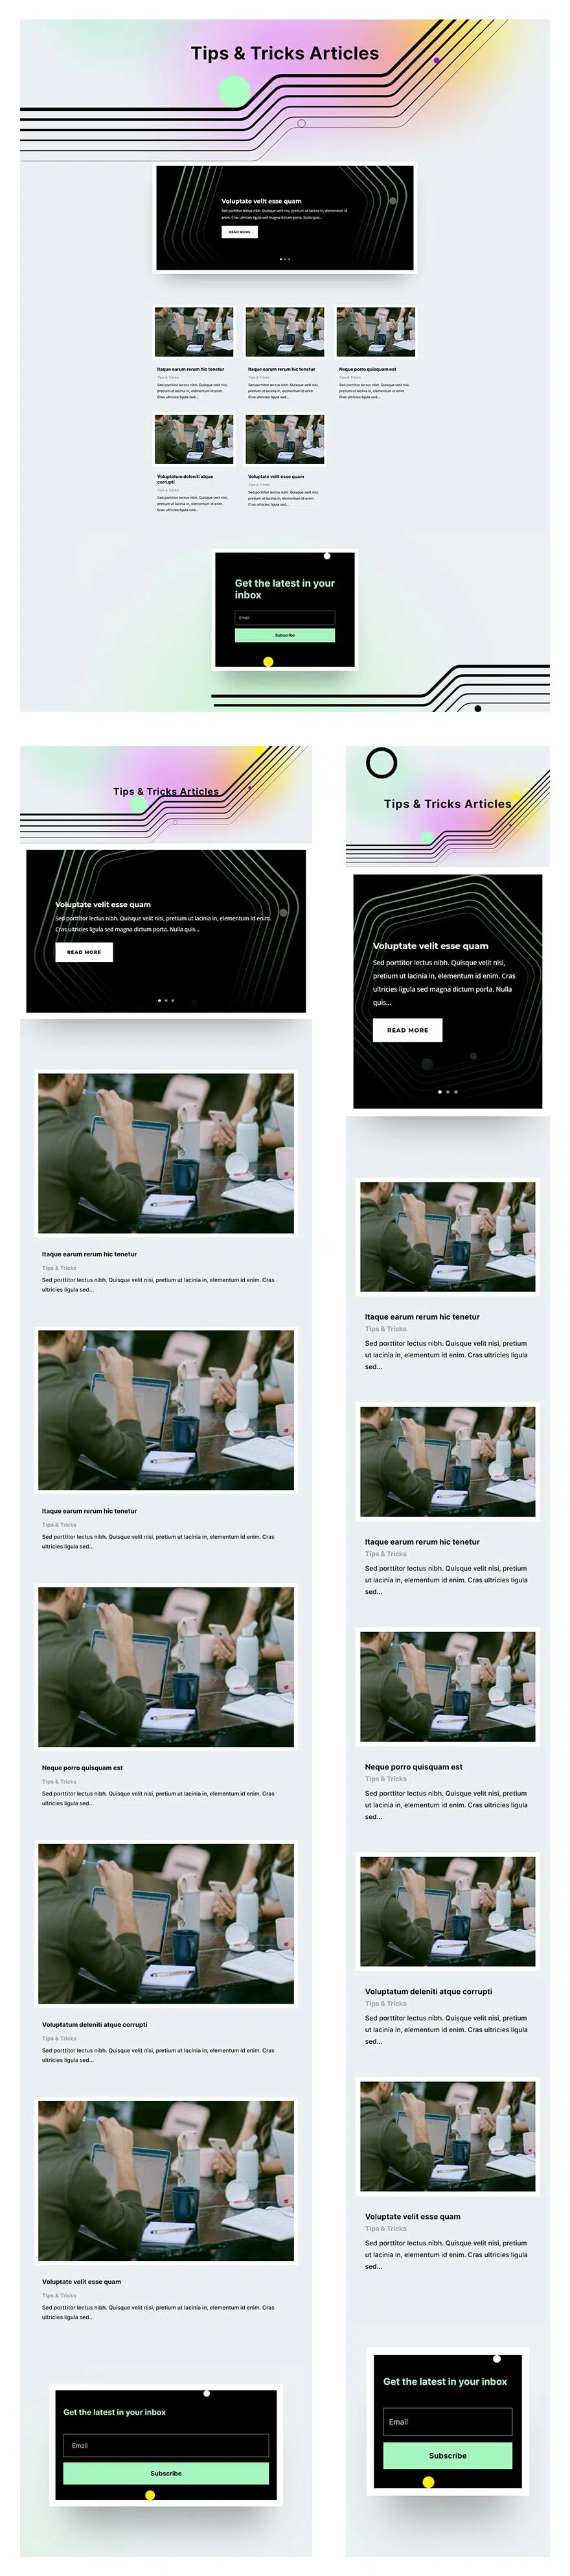 Tips & Tricks Articles
Voluptate velit esse quam
Sed porttitor lectus nibh. Quisque velit nisi, pretium ut lacinia in, elementum id
enim. Cras ultricies ligula sed magna dictum porta. Nulla quis...
READ MORE
Itaque earum rerum hic tenetur
Tips & Tricks
Sed porttitor lectus nibh. Quisque velit nisi,
pretium ut lacinia in, elementum id enim.
Cras ultricies ligula sed...
Itaque earum rerum hic tenetur
Tips & Tricks
Sed porttitor lectus nibh. Quisque velit nisi,
pretium ut lacinia in, elementum id enim.
Cras ultricies ligula sed...
Neque porro quisquam est
Tips & Tricks
Sed porttitor lectus nibh. Quisque velit nisi,
pretium ut lacinia in, elementum id enim.
Cras ultricies ligula sed...
Voluptatum deleniti atque
corrupti
Tips & Tricks
Sed porttitor lectus nibh. Quisque velit nisi,
pretium ut lacinia in, elementum id enim.
Cras ultricies ligula sed...
Voluptate velit esse quam
Tips & Tricks
Sed porttitor lectus nibh. Quisque velit nisi,
pretium ut lacinia in, elementum id enim.
Cras ultricies ligula sed...
Get the latest in your
inbox
Email
Subscribe
Tips & Tricks Articles
Voluptate velit esse quam
Sed porttitor lectus nibh. Quisque velit nisi, pretium ut lacinia in, elementum id enim.
Cras ultricies ligula sed magna dictum porta. Nulla quis...
READ MORE
Itaque earum rerum hic tenetur
Tips & Tricks
Sed porttitor lectus nibh. Quisque velit nisi, pretium ut lacinia in, elementum id enim. Cras
ultricies ligula sed...
Itaque earum rerum hic tenetur
Tips & Tricks
Sed porttitor lectus nibh. Quisque velit nisi, pretium ut lacinia in, elementum id enim. Cras
ultricies ligula sed...
Neque porro quisquam est
Tips & Tricks
Sed porttitor lectus nibh. Quisque velit nisi, pretium ut lacinia in, elementum id enim. Cras
ultricies ligula sed...
Voluptatum deleniti atque corrupti
Tips & Tricks
Sed porttitor lectus nibh. Quisque velit nisi, pretium ut lacinia in, elementum id enim. Cras
ultricies ligula sed...
Voluptate velit esse quam
Tips & Tricks
Sed porttitor lectus nibh. Quisque velit nisi, pretium ut lacinia in, elementum id enim. Cras
ultricies ligula sed...
Get the latest in your inbox
Email
Subscribe
Tips & Tricks Articles
Voluptate velit esse quam
Sed porttitor lectus nibh. Quisque velit nisi,
pretium ut lacinia in, elementum id enim. Cras
ultricies ligula sed magna dictum porta. Nulla
quis...
READ MORE
Itaque earum rerum hic tenetur
Tips & Tricks
Sed porttitor lectus nibh. Quisque velit nisi, pretium
ut lacinia in, elementum id enim. Cras ultricies ligula
sed...
Itaque earum rerum hic tenetur
Tips & Tricks
Sed porttitor lectus nibh. Quisque velit nisi, pretium
ut lacinia in, elementum id enim. Cras ultricies ligula
sed...
Neque porro quisquam est
Tips & Tricks
Sed porttitor lectus nibh. Quisque velit nisi, pretium
ut lacinia in, elementum id enim. Cras ultricies ligula
sed...
Voluptatum deleniti atque corrupti
Tips & Tricks
Sed porttitor lectus nibh. Quisque velit nisi, pretium
ut lacinia in, elementum id enim. Cras ultricies ligula
sed...
Voluptate velit esse quam
Tips & Tricks
Sed porttitor lectus nibh. Quisque velit nisi, pretium
ut lacinia in, elementum id enim. Cras ultricies ligula
sed...
Get the latest in your inbox
Email
Subscribe